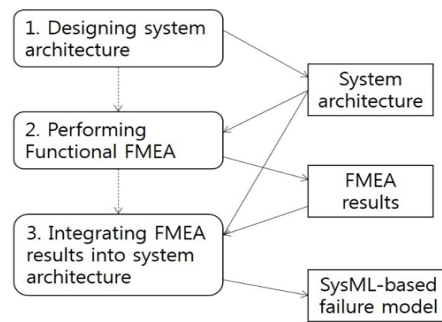 1. Designing system
architecture
System
architecture
2. Performing
Functional FMEA
FMEA
results
3. Integrating FMEA
results into system
architecture
SysML-based
failure model